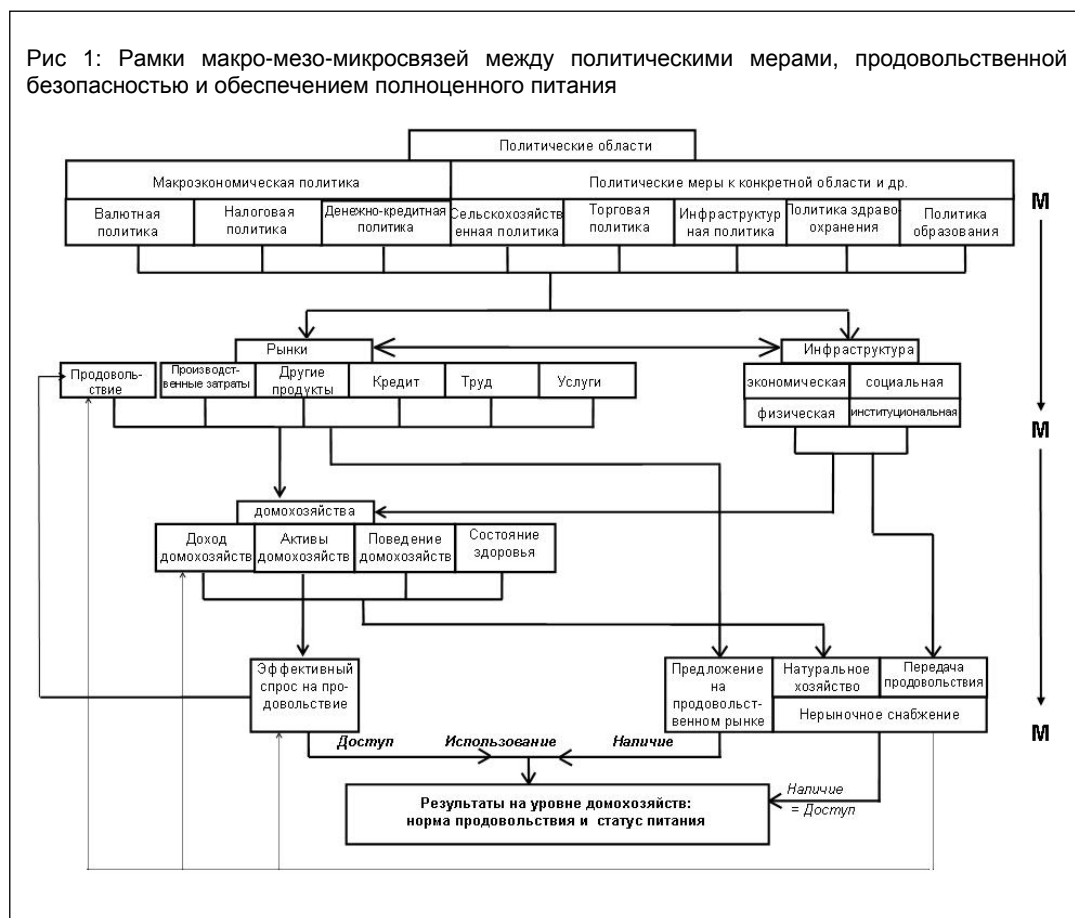 Рис 1: Рамки макро-мезо-микросвязей между политическими мерами, продовольственной
безопасностью и обеспечением полноценного питания
Политические области
Макроэкономическая политика
Политические меры к конкретной области и др.
Валютная
политика
Налоговая
политика
Денежно-кредитная
политика
Сельскохозяйств
енная политика
Торговая
политика
Инфраструктур
ная политика
Политика здраво-
охранения
Политика
образования
М
Рынки
Инфраструктура
Продоволь-
ствие
Производст-
венные затраты
Другие
продукты
Кредит
Труд
Услуги
экономическая
социальная
физическая
институциональная
М
домохозяйства
Доход
домохозяйств
Активы
домохозяйств
Поведение
домохозяйств
Состояние
здоровья
Эффективный
спрос на про-
довольствие
Предложение
на
продовольст-
венном рынке
Натуральное
хозяйство
Передача
продовольствия
Нерыночное снабжение
М
Доступ
Использование
Наличие
Результаты на уровне домохозяйств:
норма продовольствия и статус питания
Наличие
= Доступ